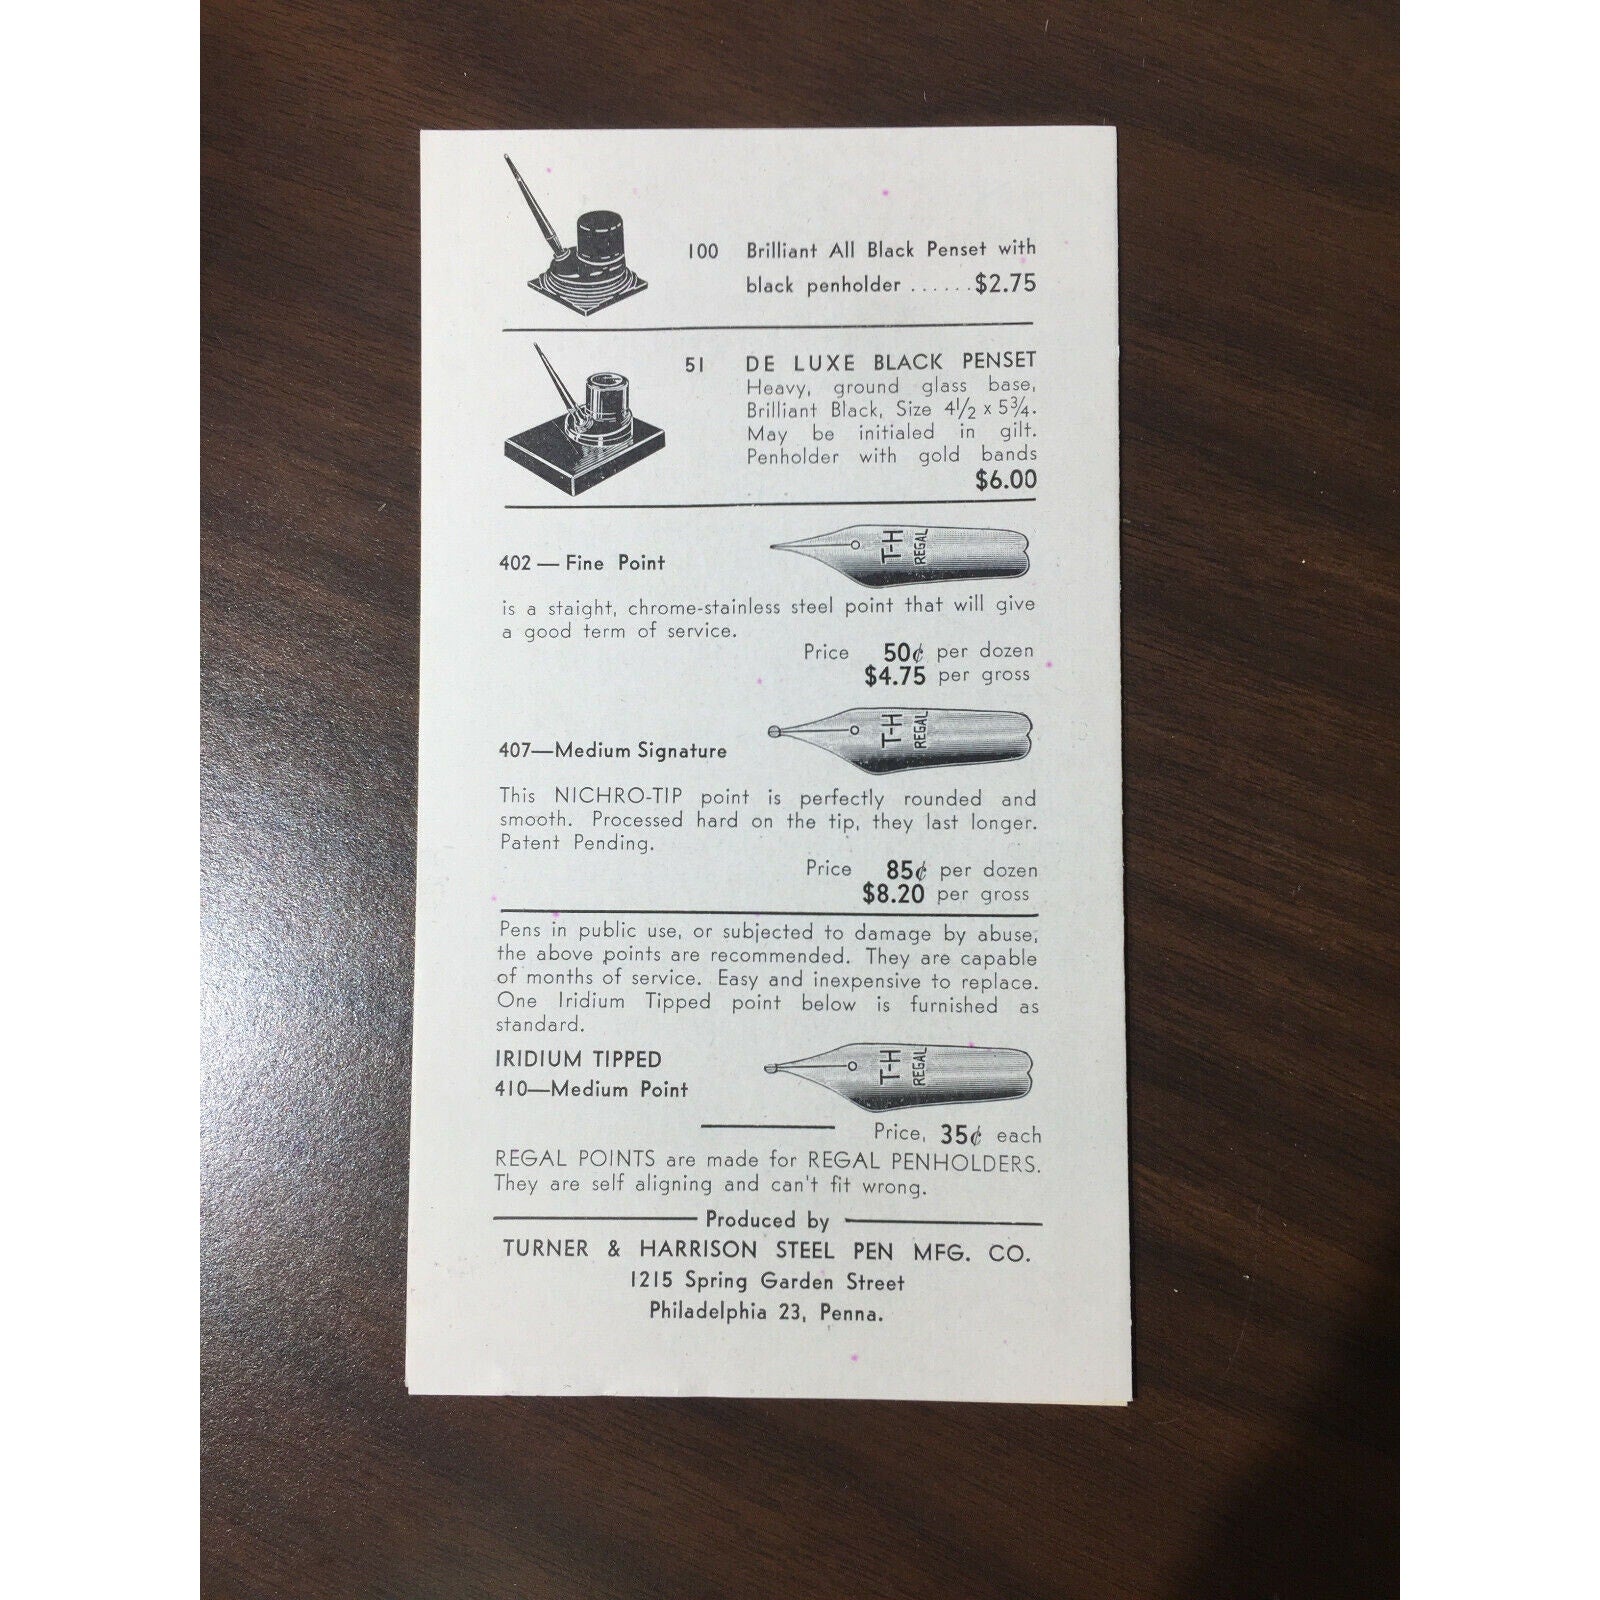 100 Brilliant All Black Penset with
black penholder ...... $2.75
51 DE LUXE BLACK PENSET
Heavy, ground glass base,
Brilliant Black, Size 4½ x 5¾.
May be initialed in gilt.
Penholder with gold bands
$6.00
T-H
REGAL
402 — Fine Point
is a staight, chrome-stainless steel point that will give
a good term of service.
Price 50¢ per dozen
$4.75 per gross
T-H
REGAL
407—Medium Signature
This NICHRO-TIP point is perfectly rounded and
smooth. Processed hard on the tip, they last longer.
Patent Pending.
Price 85¢ per dozen
$8.20 per gross
Pens in public use, or subjected to damage by abuse,
the above points are recommended. They are capable
of months of service. Easy and inexpensive to replace.
One Iridium Tipped point below is furnished as
standard.
IRIDIUM TIPPED
T-H
REGAL
410—Medium Point
Price, 35¢ each
REGAL POINTS are made for REGAL PENHOLDERS.
They are self aligning and can't fit wrong.
Produced by
TURNER & HARRISON STEEL PEN MFG. CO.
1215 Spring Garden Street
Philadelphia 23, Penna.